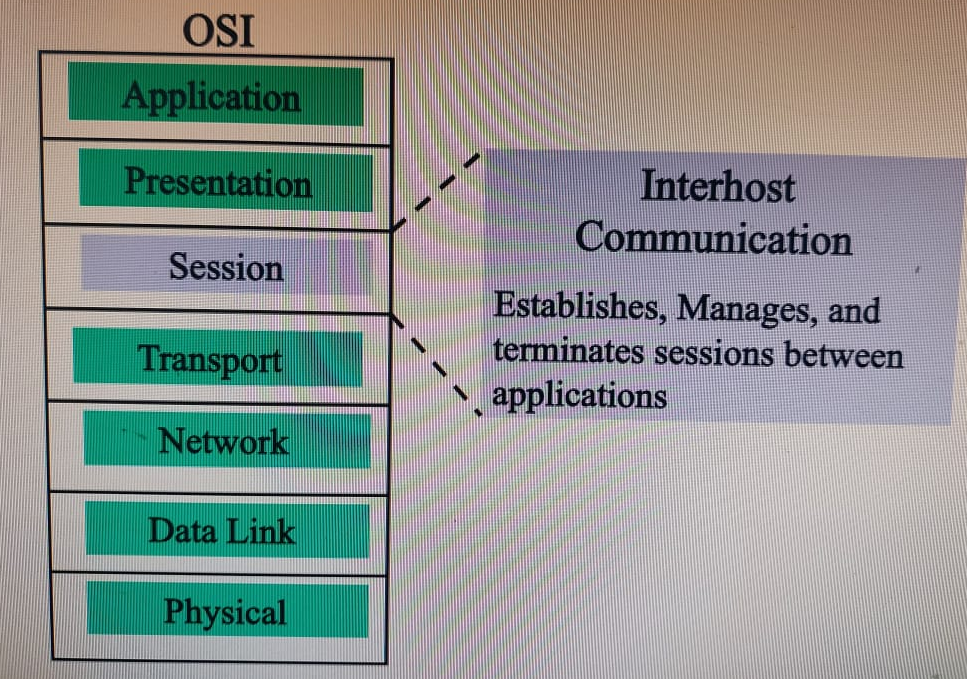 OSI
Application
Presentation
Session
Transport
Network
Data Link
Physical
Interhost
Communication
Establishes, Manages, and
terminates sessions between
applications